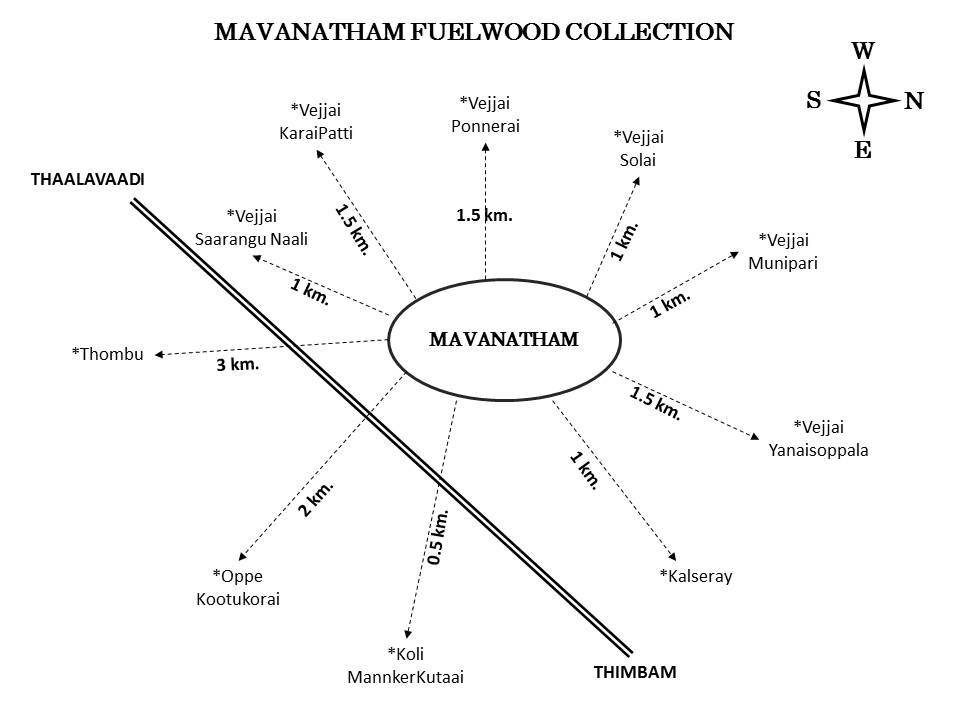 MAVANATHAM FUELWOOD COLLECTION
W
S
N
E
*Vejjai
KaraiPatti
*Vejjai
Ponnerai
*Vejjai
Solai
THAALAVAADI
*Vejjai
Saarangu Naali
1.5 km.
1.5 km.
1 km.
*Vejjai
Munipari
1 km.
1 km.
MAVANATHAM
*Thombu
3 km.
1.5 km.
*Vejjai
Yanaisoppala
2 km.
0.5 km.
1 km.
*Oppe
Kootukorai
*Kalseray
*Koli
MannkerKutaai
THIMBAM